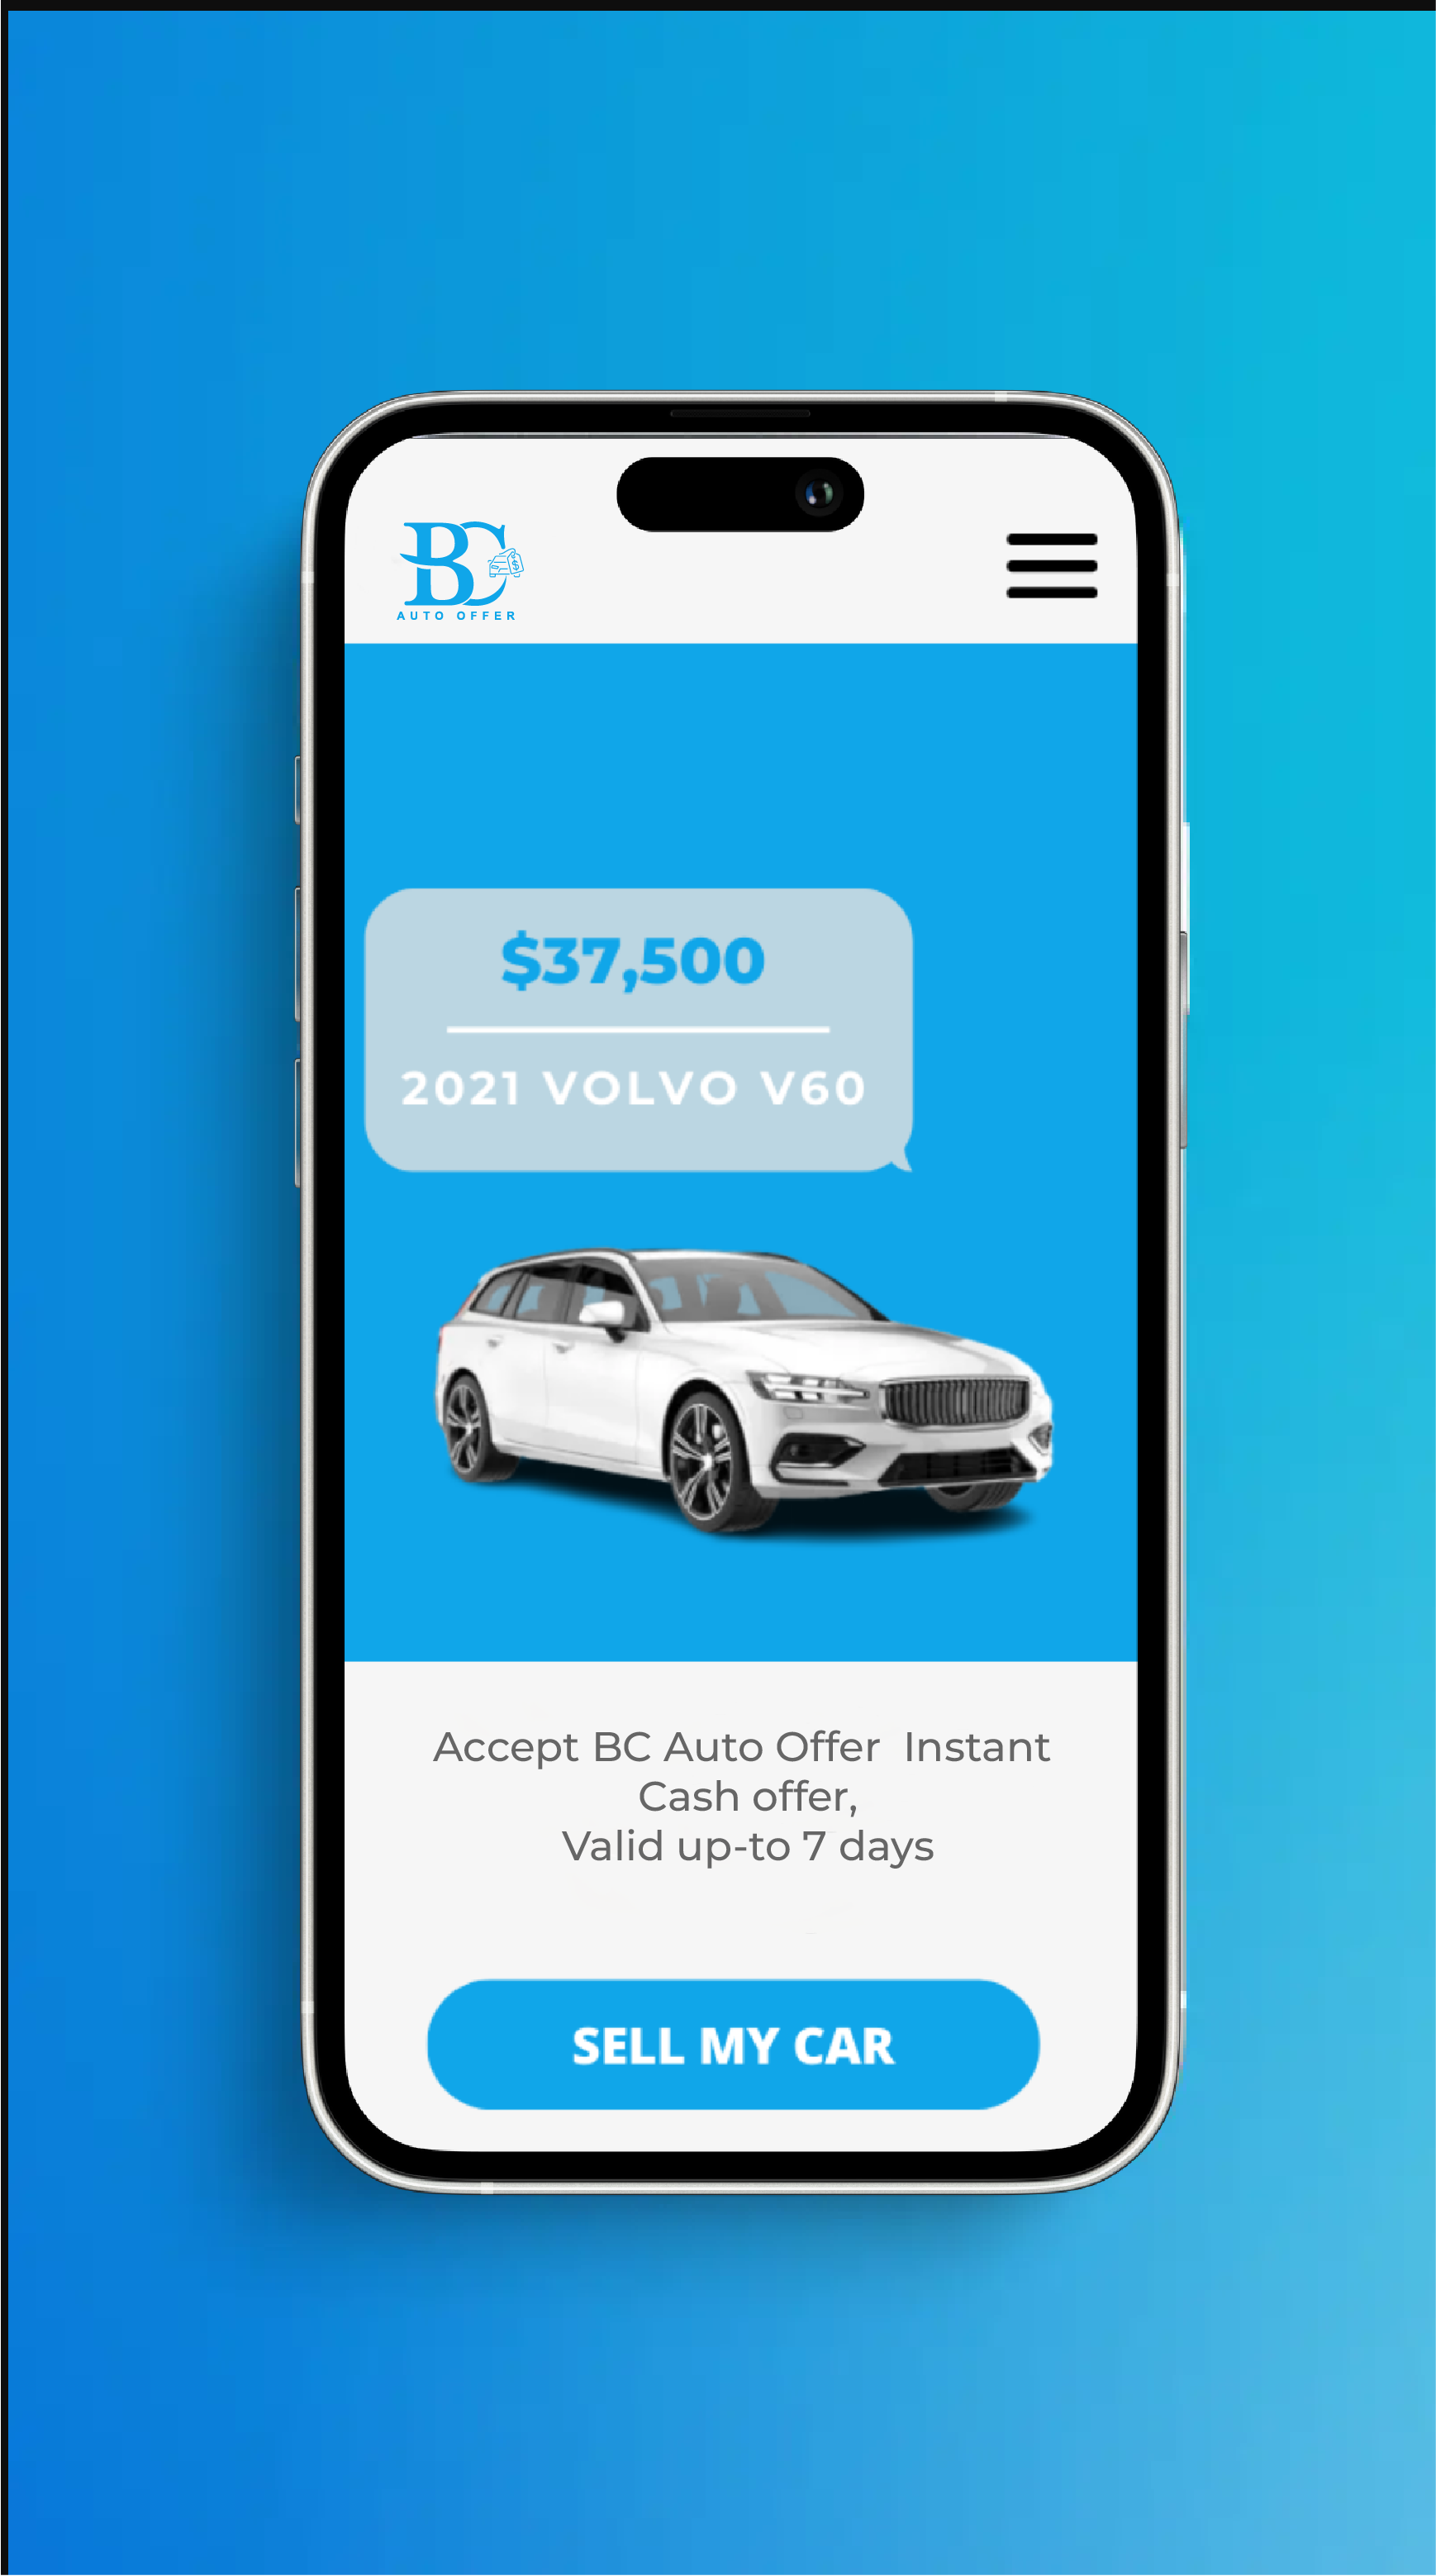 BC
AUTO OFFER
$37,500
2021 VOLVO V60
Accept BC Auto Offer  Instant
Cash offer,
Valid up-to 7 days
SELL MY CAR